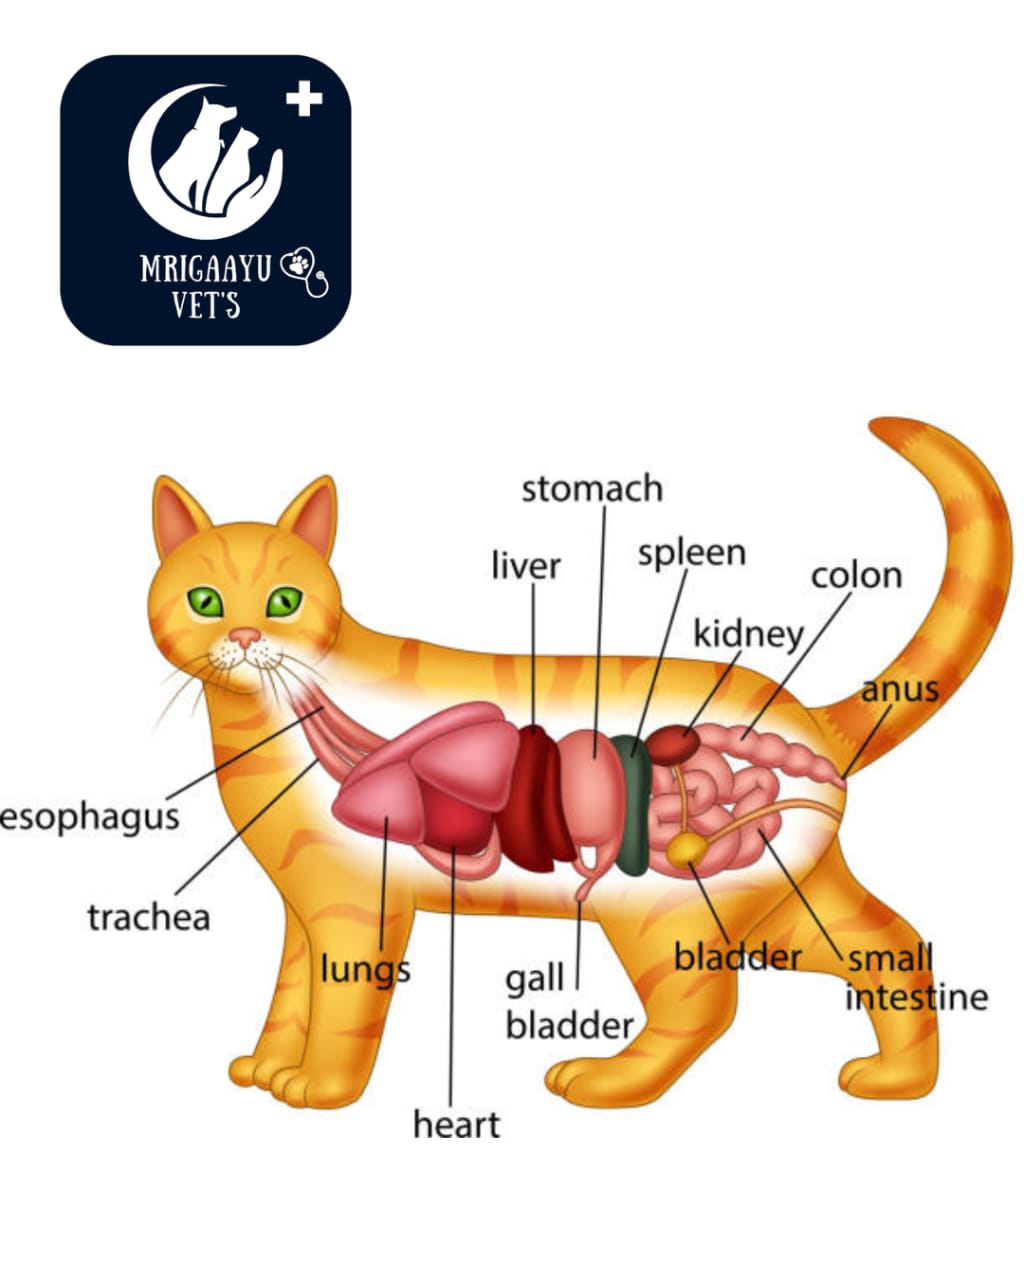 MRIGAAYU
VET'S
stomach
liver
spleen
colon
kidney
anus
esophagus
trachea
lungs
gall
bladder
bladder
small
intestine
heart